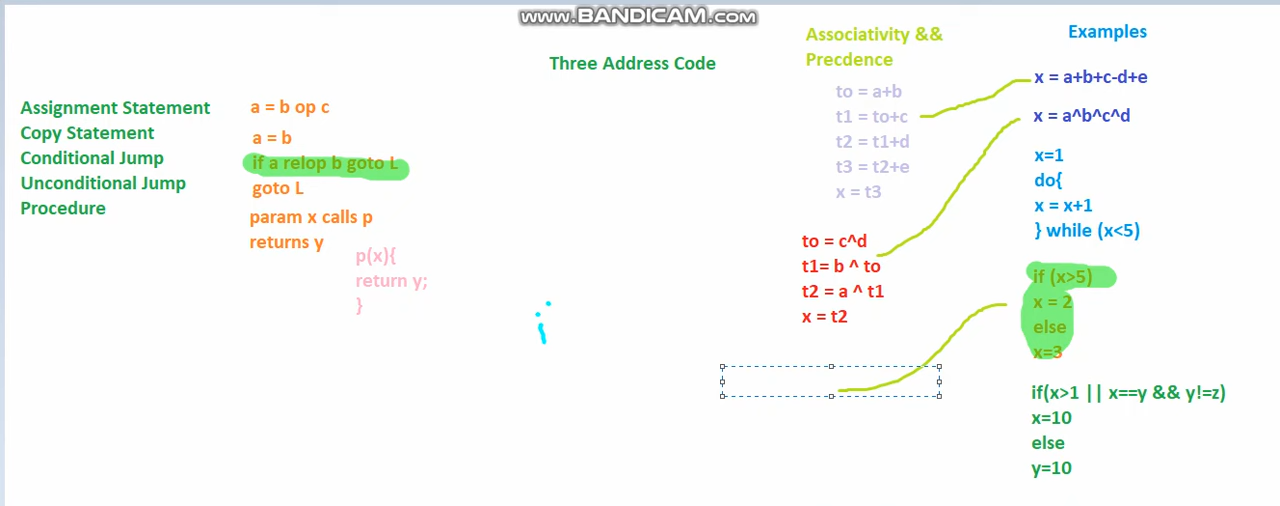 www.BANDICAM.com
Three Address Code
Assignment Statement
Copy Statement
Conditional Jump
Unconditional Jump
Procedure
a = b op c
a = b
if a relop b goto L
goto L
param x calls p
returns y
p(x){
return y;
}
Associativity &&
Precdence
to = a+b
t1 = to+c
t2 = t1+d
t3 = t2+e
x = t3
to = c^d
t1= b ^ to
t2 = a ^ t1
x = t2
Examples
x = a+b+c-d+e
x = a^b^c^d
x=1
do{
x = x+1
} while (x<5)
if (x>5)
x = 2
else
x=3
if(x>1 || x==y && y!=z)
x=10
else
y=10